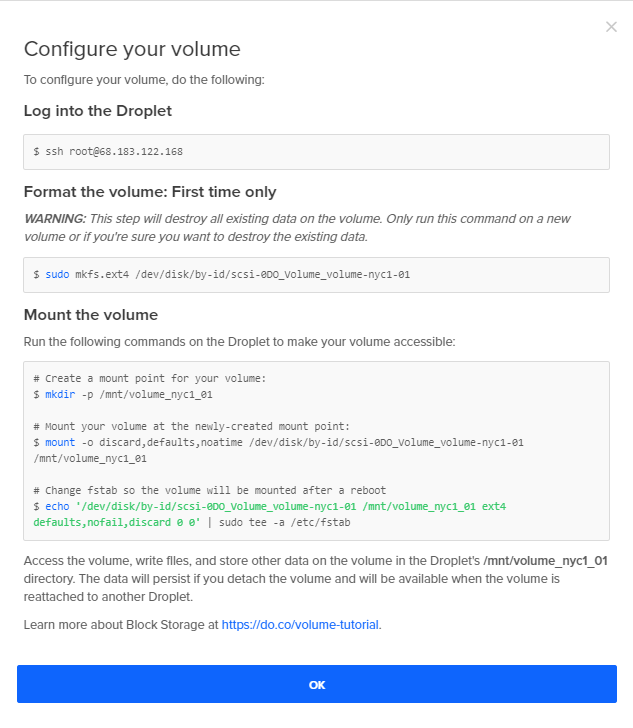 Configure your volume
To configure your volume, do the following:
Log into the Droplet
$ ssh root@68.183.122.168
Format the volume: First time only
WARNING: This step will destroy all existing data on the volume. Only run this command on a new
volume or if you're sure you want to destroy the existing data.
$ sudo mkfs.ext4 /dev/disk/by-id/scsi-0DO_Volume_volume-nyc1-01
Mount the volume
Run the following commands on the Droplet to make your volume accessible:
# Create a mount point for your volume:
$ mkdir -p /mnt/volume_nyc1_01
# Mount your volume at the newly-created mount point:
$ mount -o discard,defaults,noatime /dev/disk/by-id/scsi-0DO_Volume_volume-nyc1-01
/mnt/volume_nyc1_01
# Change fstab so the volume will be mounted after a reboot
$ echo '/dev/disk/by-id/scsi-0DO_Volume_volume-nyc1-01 /mnt/volume_nyc1_01 ext4
defaults,nofail,discard 0 0' | sudo tee -a /etc/fstab
Access the volume, write files, and store other data on the volume in the Droplet's /mnt/volume_nyc1_01
directory. The data will persist if you detach the volume and will be available when the volume is
reattached to another Droplet.
Learn more about Block Storage at https://do.co/volume-tutorial.
OK